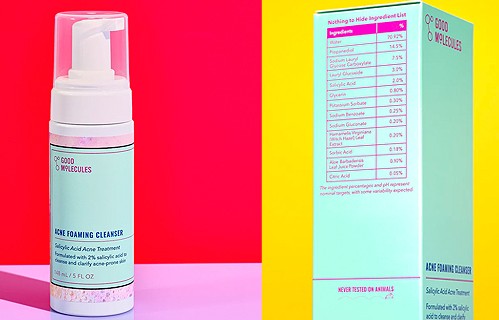 GOOD
MOLECULES
ACNE FOAMING CLEANSER
Salicylic Acid Acne Treatment
Formulated with 2% salicylic acid to
cleanse and clarify acne-prone skin
148 mL / 5 FL OZ
Nothing to Hide Ingredient List
Ingredients %
Water 70.92%
Propanediol 14.5%
Sodium Lauryl
Glucose Carboxylate 7.5%
Lauryl Glucoside 3.0%
Salicylic Acid 2.0%
Glycerin 0.80%
Potassium Sorbate 0.30%
Sodium Benzoate 0.25%
Sodium Gluconate 0.20%
Hamamelis Virginiana
(Witch Hazel) Leaf
Extract 0.20%
Sorbic Acid 0.18%
Aloe Barbadensis
Leaf Juice Powder 0.10%
Citric Acid 0.05%
The ingredient percentages and pH represent
nominal targets, with some variability expected.
NEVER TESTED ON ANIMALS
GOOD
MOLECULES
ACNE FOAMING CLEANSER
Salicylic Acid Acne Treatment
Formulated with 2% salicylic
cleanse and clarify